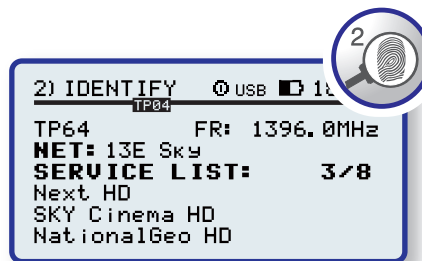 2
2) IDENTIFY USB
TP04
TP64 FR: 1396.0MHz
NET: 13E Sky
SERVICE LIST: 3/8
Next HD
SKY Cinema HD
NationalGeo HD